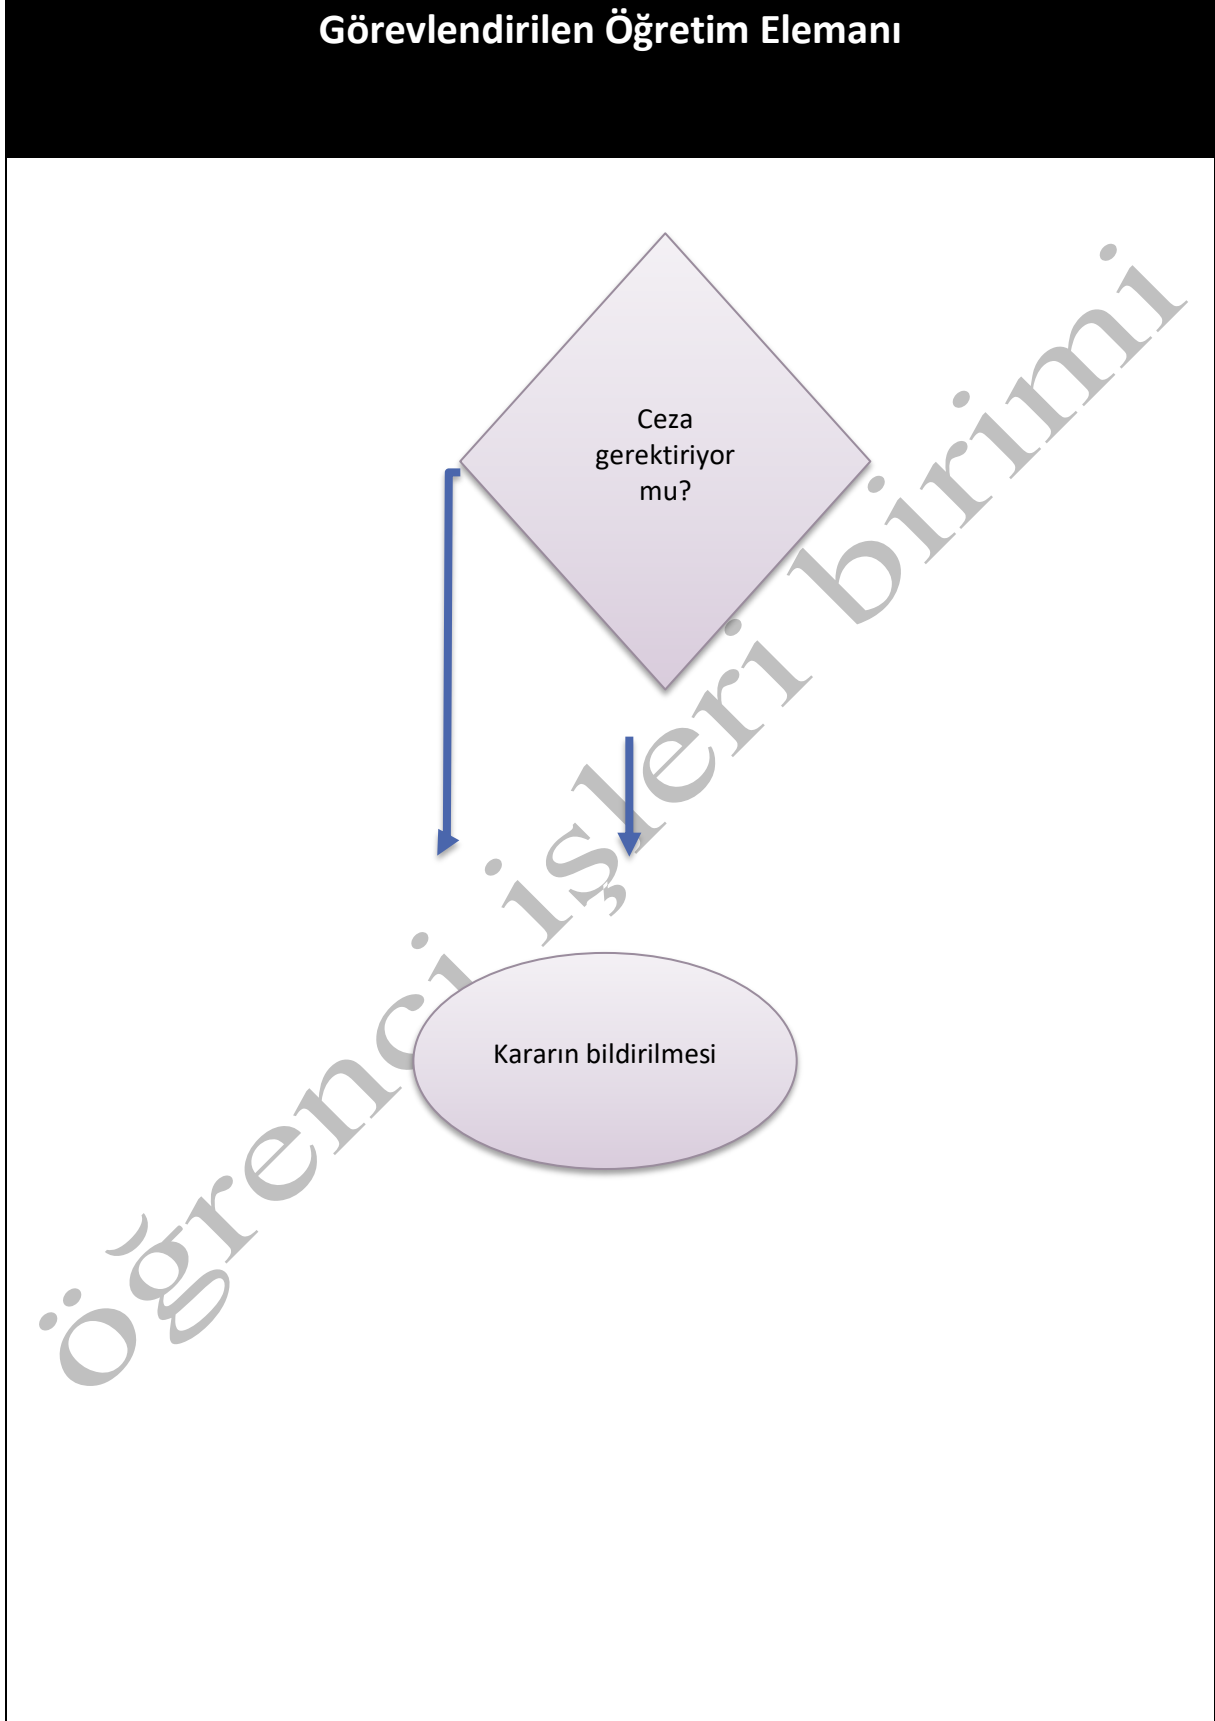 Görevlendirilen Öğretim Elemanı
Ceza
gerektiriyor
mu?
Kararın bildirilmesi
öğrenci işleri birimi